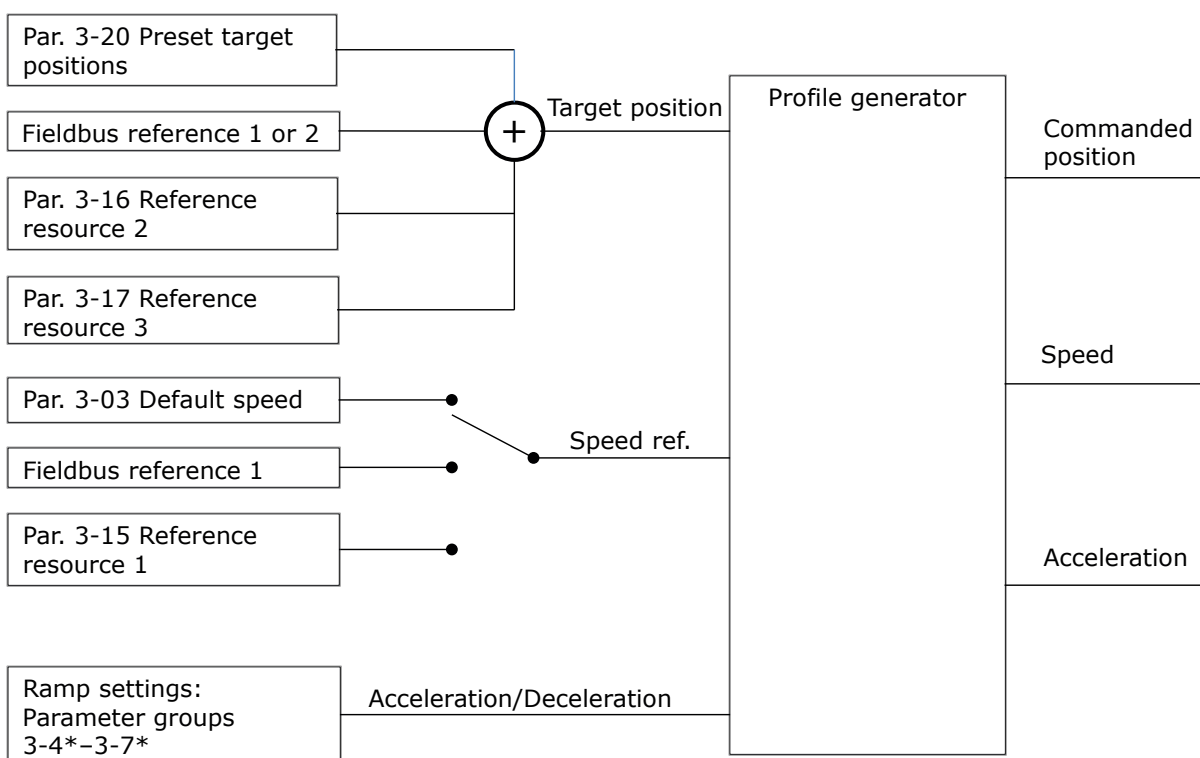 Par. 3-20 Preset target
positions
Fieldbus reference 1 or 2
Par. 3-16 Reference
resource 2
Par. 3-17 Reference
resource 3
+
Target position
Par. 3-03 Default speed
Fieldbus reference 1
Par. 3-15 Reference
resource 1
Speed ref.
Ramp settings:
Parameter groups
3-4*–3-7*
Acceleration/Deceleration
Profile generator
Commanded
position
Speed
Acceleration